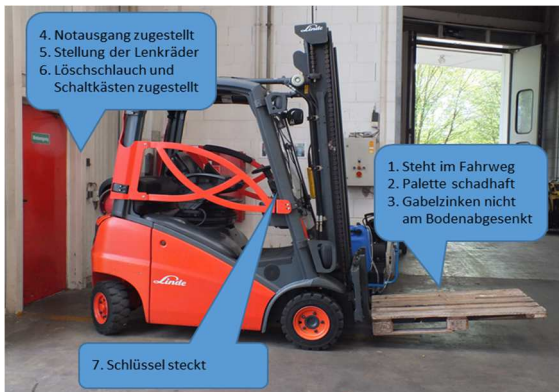 4. Notausgang zugestellt
5. Stellung der Lenkräder
6. Löschschlauch und
Schaltkästen zugestellt
Linde
1. Steht im Fahrweg
2. Palette schadhaft
3. Gabelzinken nicht
am Bodenabgesenkt
Linde
7. Schlüssel steckt